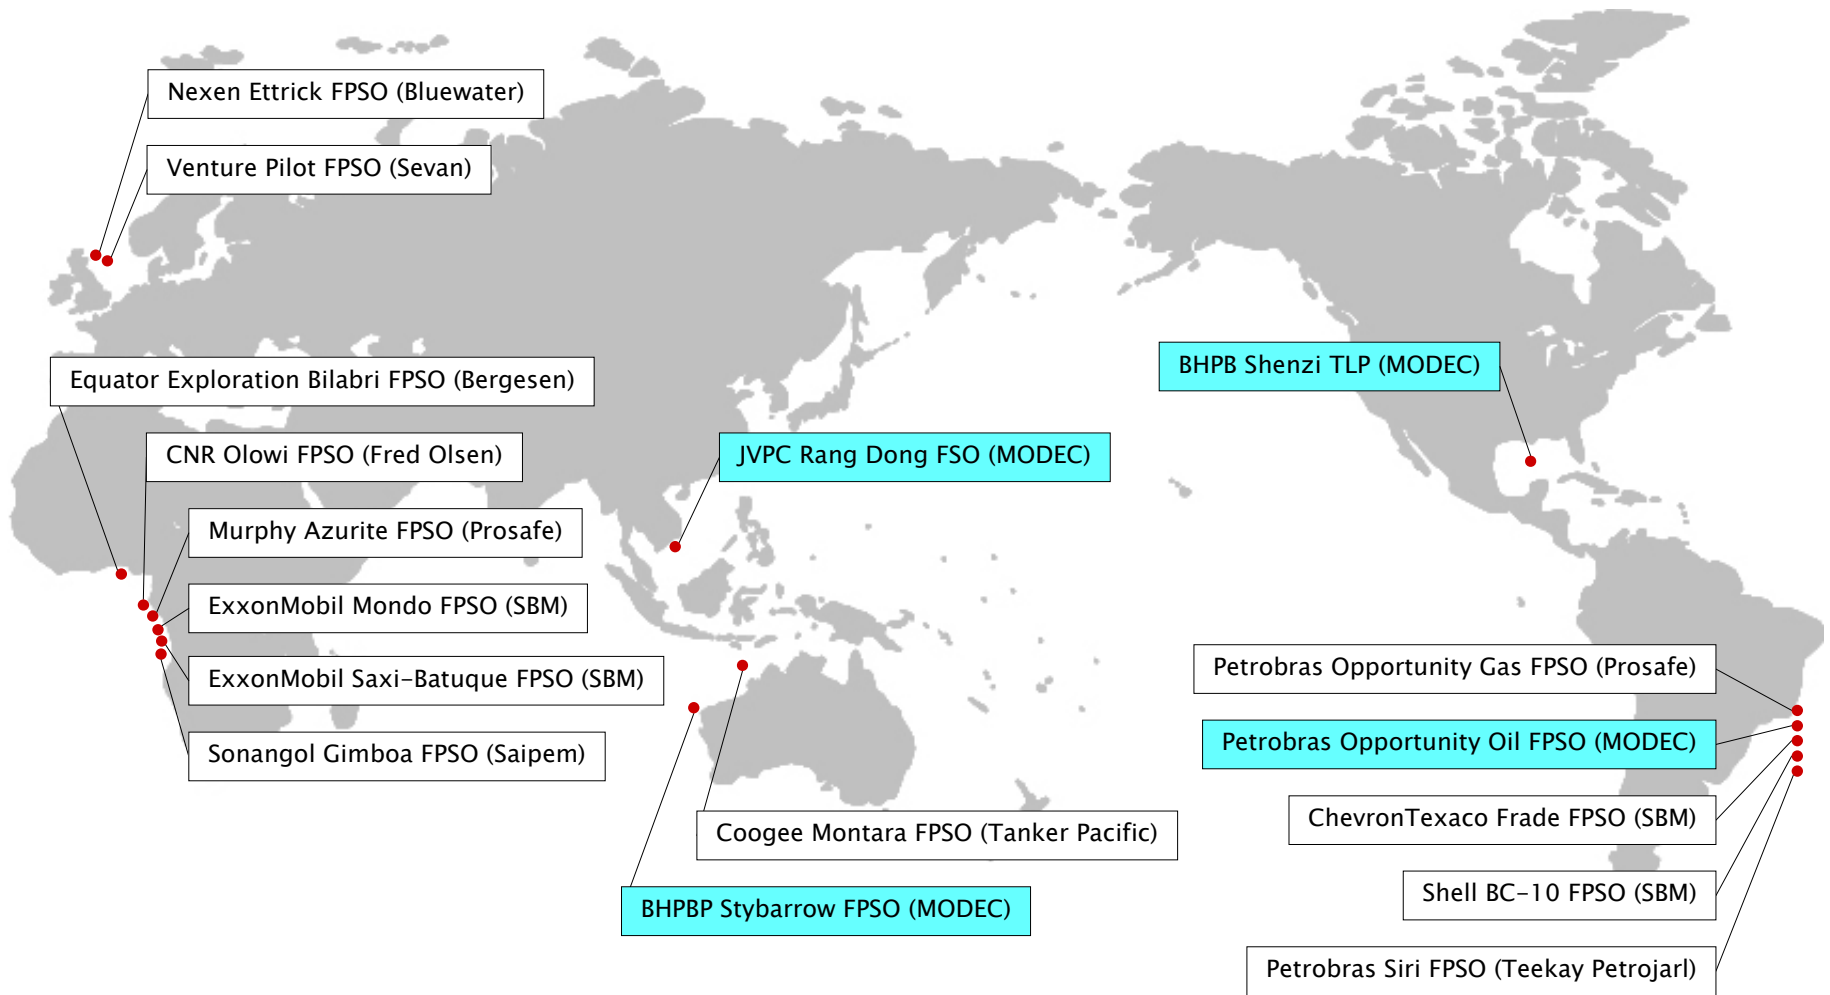 Nexen Ettrick FPSO (Bluewater)
Venture Pilot FPSO (Sevan)
Equator Exploration Bilabri FPSO (Bergesen)
BHPB Shenzi TLP (MODEC)
CNR Olowi FPSO (Fred Olsen)
JVPC Rang Dong FSO (MODEC)
Murphy Azurite FPSO (Prosafe)
ExxonMobil Mondo FPSO (SBM)
ExxonMobil Saxi-Batuque FPSO (SBM)
Sonangol Gimboa FPSO (Saipem)
Petrobras Opportunity Gas FPSO (Prosafe)
Petrobras Opportunity Oil FPSO (MODEC)
ChevronTexaco Frade FPSO (SBM)
Coogee Montara FPSO (Tanker Pacific)
Shell BC-10 FPSO (SBM)
BHPBP Stybarrow FPSO (MODEC)
Petrobras Siri FPSO (Teekay Petrojarl)